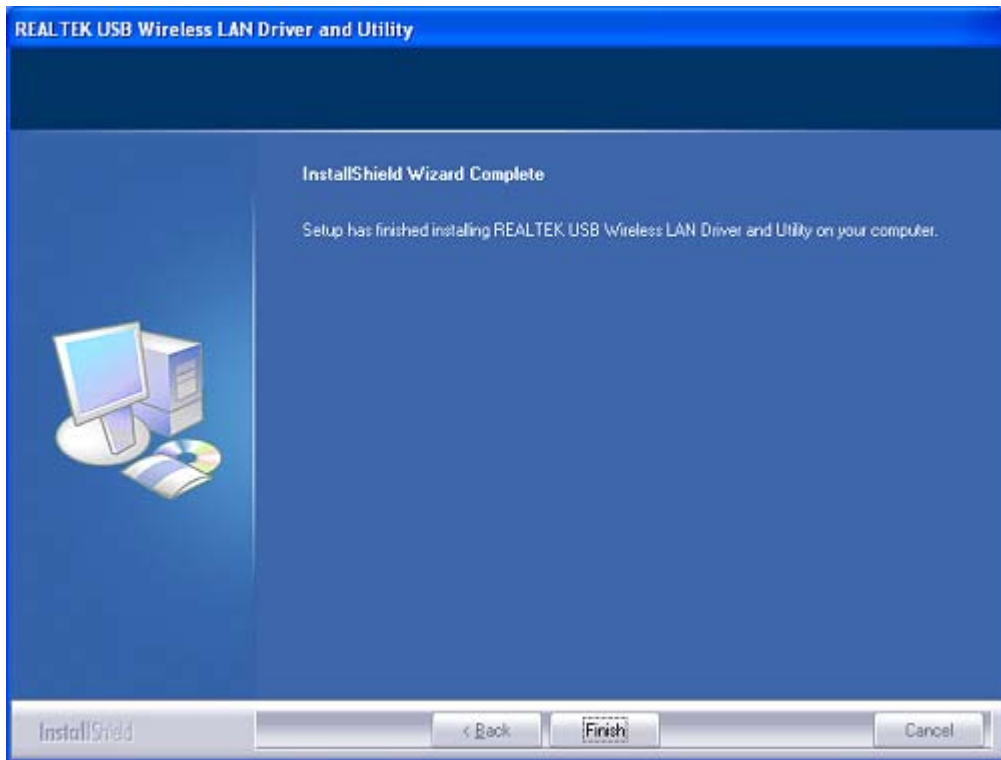 REALTEK USB Wireless LAN Driver and Utility
InstallShield Wizard Complete
Setup has finished installing REALTEK USB Wireless LAN Driver and Utility on your computer.
InstallShield
< Back
Finish
Cancel